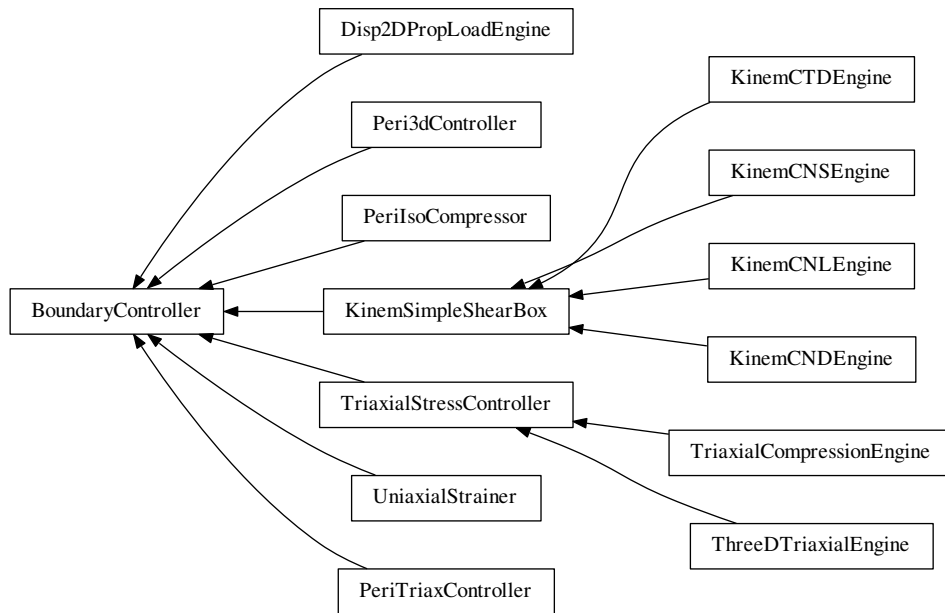 Disp2DPropLoadEngine
KinemCTDEngine
Peri3dController
KinemCNSEngine
PeriIsoCompressor
KinemCNLEngine
BoundaryController
KinemSimpleShearBox
KinemCNDEngine
TriaxialStressController
TriaxialCompressionEngine
UniaxialStrainer
ThreeDTriaxialEngine
PeriTriaxController